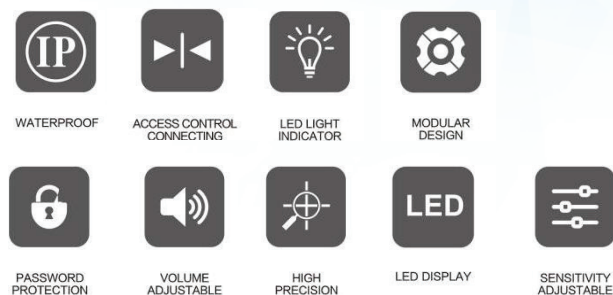 IP
WATERPROOF
ACCESS CONTROL
CONNECTING
LED LIGHT
INDICATOR
MODULAR
DESIGN
LED
PASSWORD
PROTECTION
VOLUME
ADJUSTABLE
HIGH
PRECISION
LED DISPLAY
SENSITIVITY
ADJUSTABLE